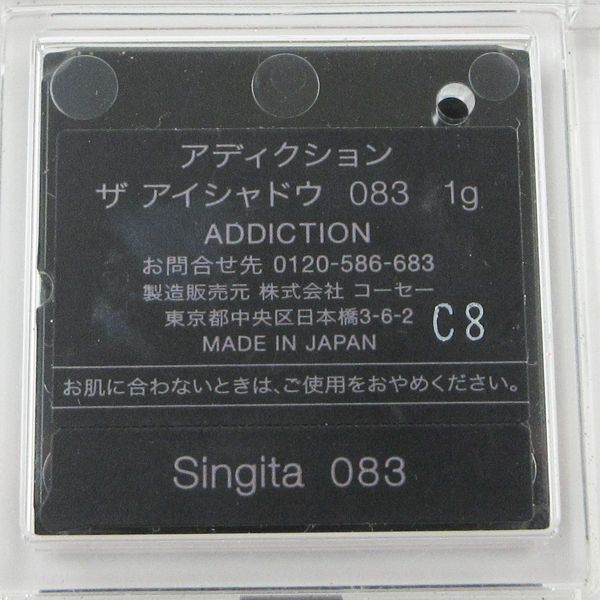 アディクション
ザ アイシャドウ 083 1g
ADDICTION
お問合せ先 0120-586-683
製造販売元 株式会社 コーセー
東京都中央区日本橋3-6-2
C8
MADE IN JAPAN
お肌に合わないときは、ご使用をおやめください。
Singita 083